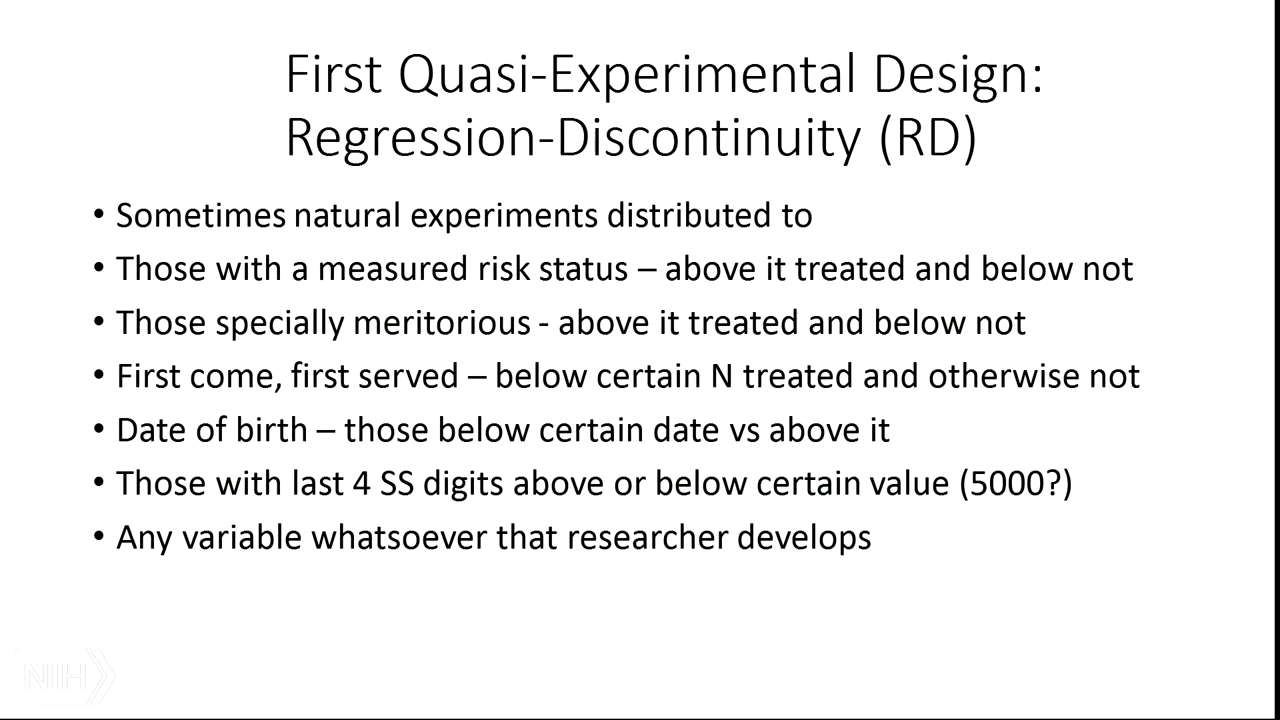 First Quasi-Experimental Design:
Regression-Discontinuity (RD)
• Sometimes natural experiments distributed to
• Those with a measured risk status – above it treated and below not
• Those specially meritorious - above it treated and below not
• First come, first served – below certain N treated and otherwise not
• Date of birth – those below certain date vs above it
• Those with last 4 SS digits above or below certain value (5000?)
• Any variable whatsoever that researcher develops
NIH